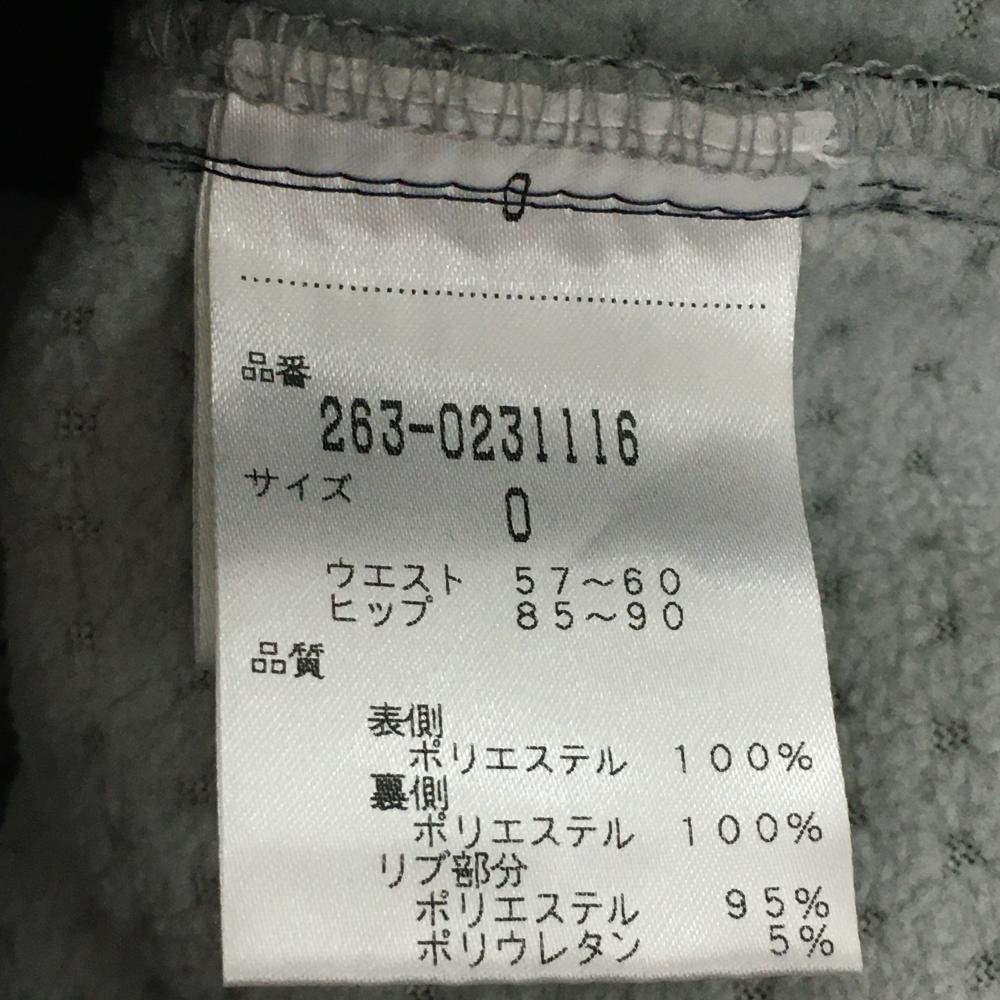 0
品番
263-0231116
サイズ
0
ウエスト 57～60
ヒップ 85～90
品質
表側
ポリエステル 100%
裏側
ポリエステル 100%
リブ部分
ポリエステル 95%
ポリウレタン 5%